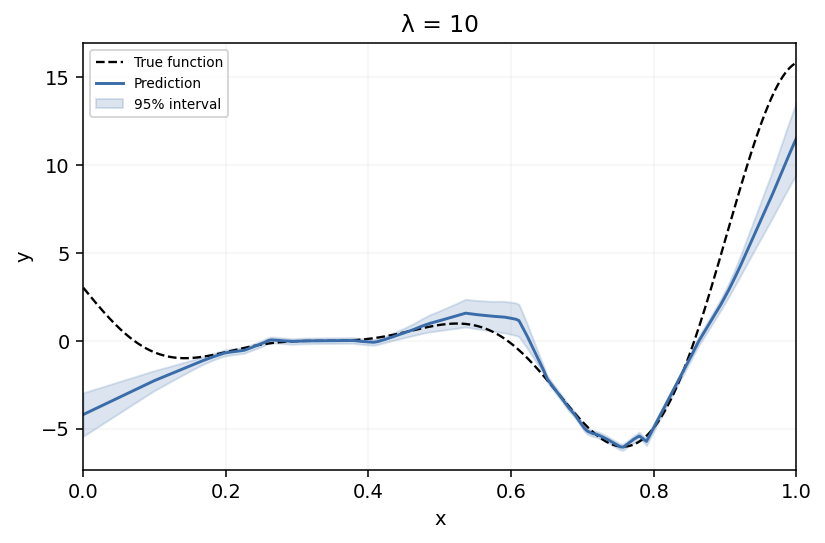 λ = 10
True function
Prediction
95% interval
y
15
10
5
0
−5
0.0 0.2 0.4 0.6 0.8 1.0
x